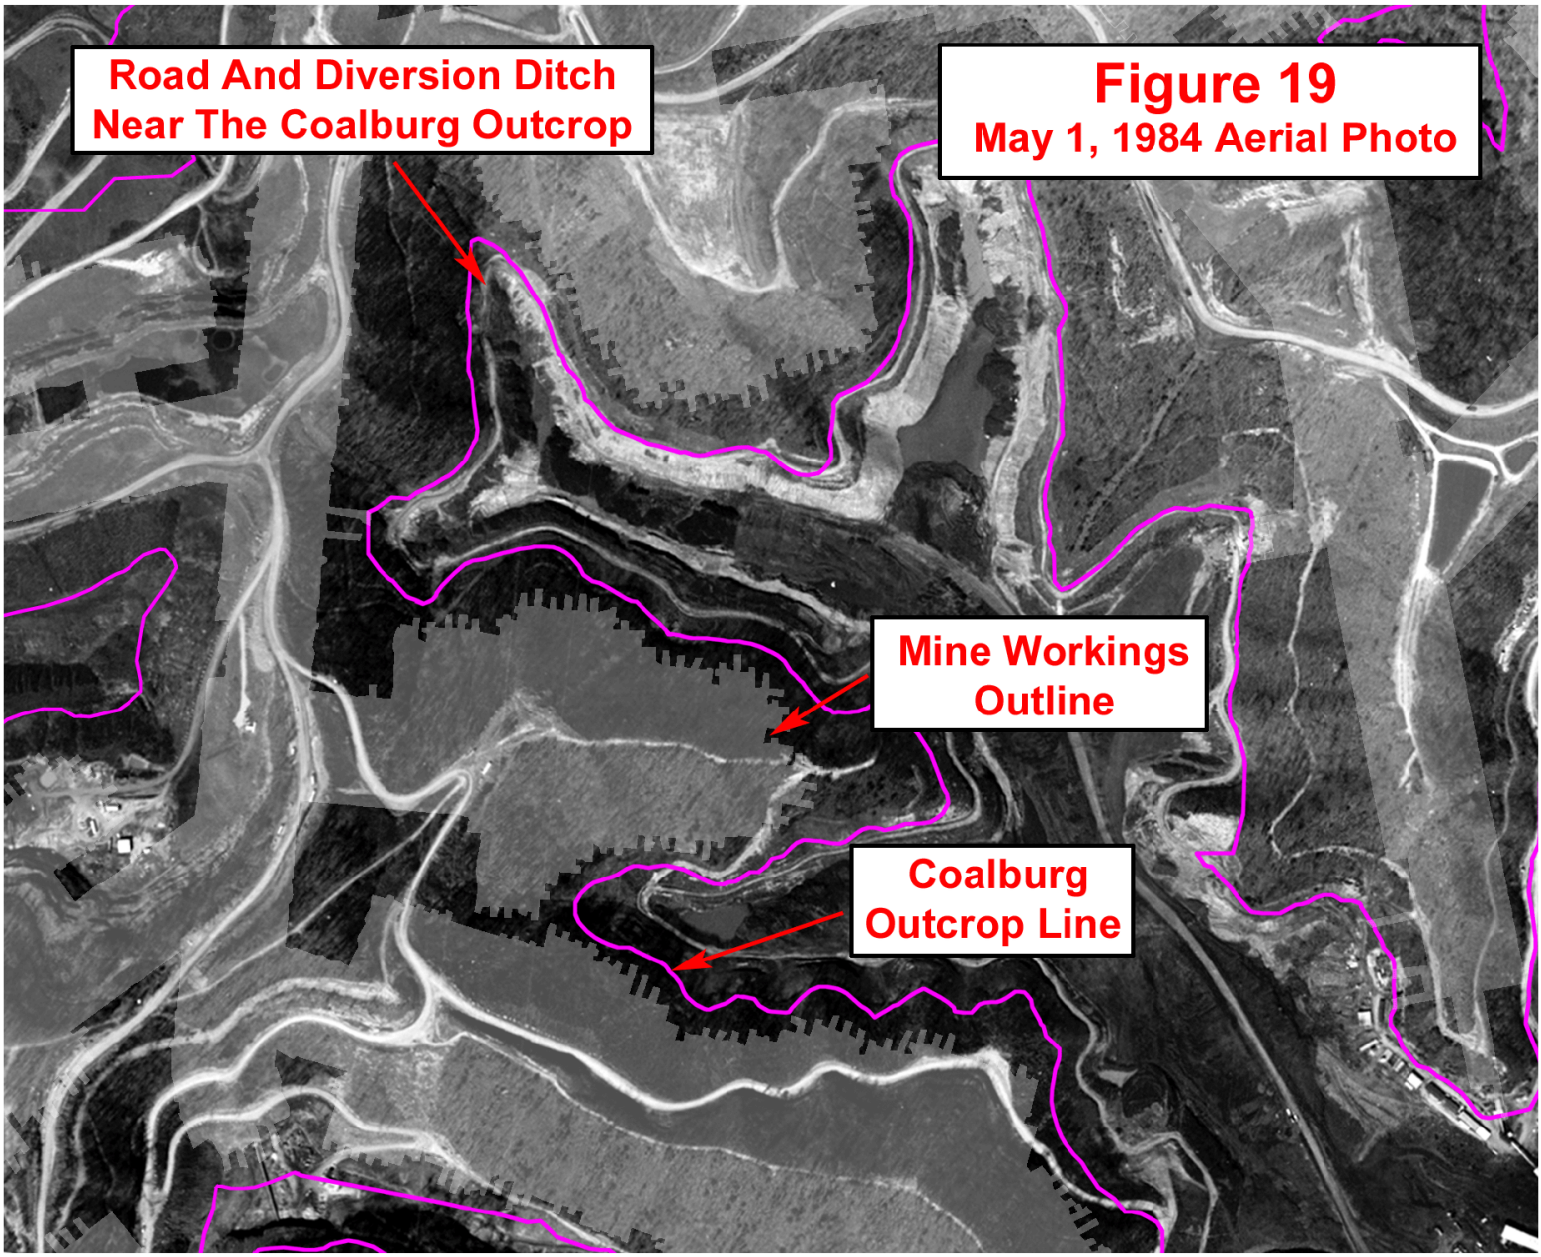 Road And Diversion Ditch
Near The Coalburg Outcrop
Figure 19
May 1, 1984 Aerial Photo
Mine Workings
Outline
Coalburg
Outcrop Line